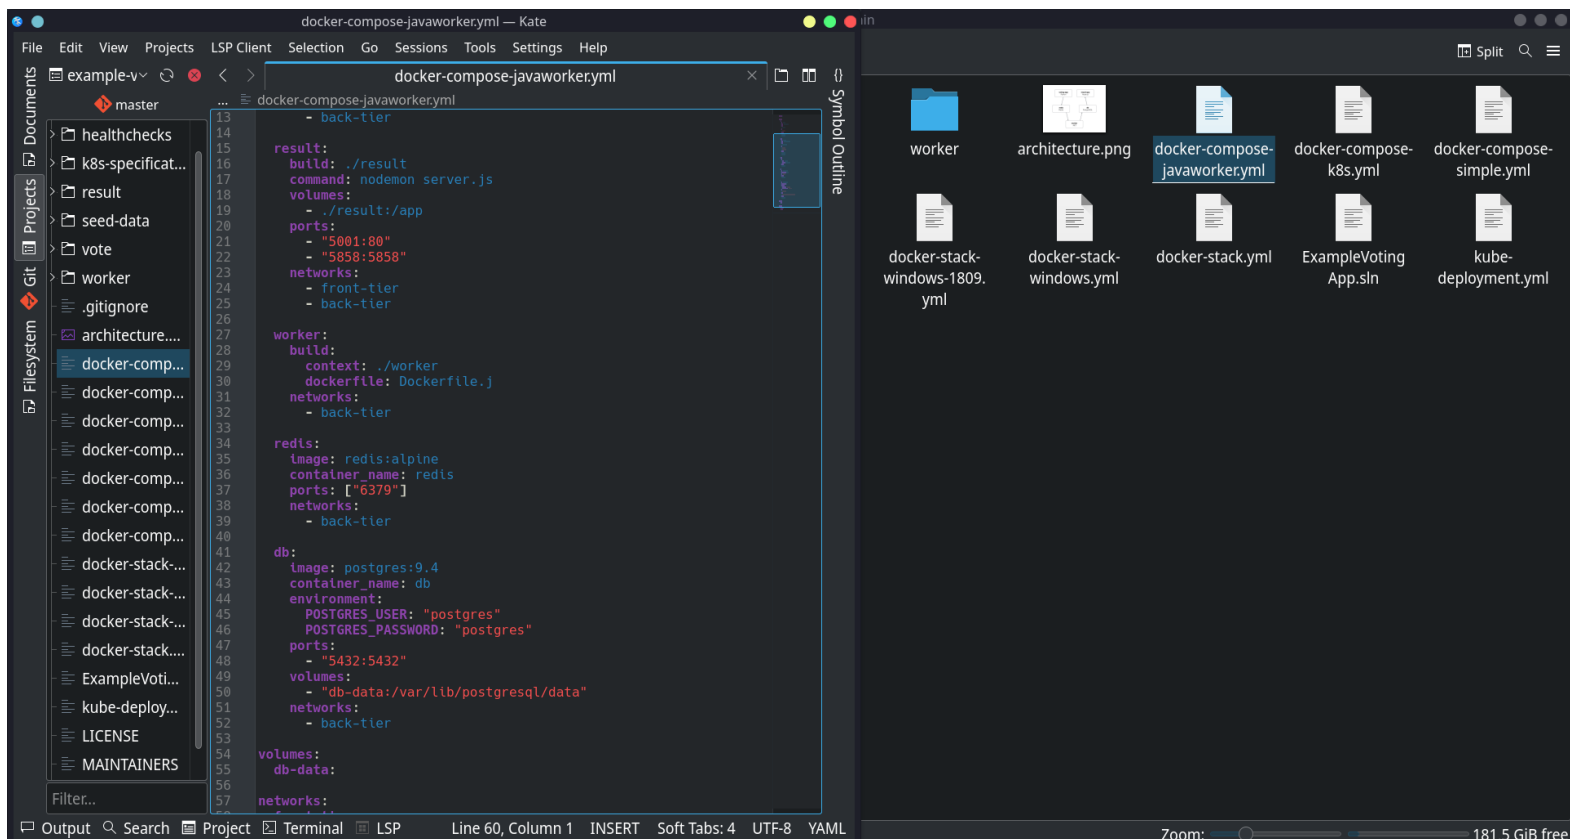 docker-compose-javaworker.yml — Kate
File Edit View Projects LSP Client Selection Go Sessions Tools Settings Help
example-v
docker-compose-javaworker.yml
master
... docker-compose-javaworker.yml
Documents
Projects
Git
Filesystem
healthchecks
k8s-specificat...
result
seed-data
vote
worker
.gitignore
architecture....
docker-comp...
docker-comp...
docker-comp...
docker-comp...
docker-comp...
docker-comp...
docker-comp...
docker-stack-...
docker-stack-...
docker-stack-...
docker-stack....
ExampleVoti...
kube-deploy...
LICENSE
MAINTAINERS
Filter...
13 - back-tier
14
15 result:
16 build: ./result
17 command: nodemon server.js
18 volumes:
19 - ./result:/app
20 ports:
21 - "5001:80"
22 - "5858:5858"
23 networks:
24 - front-tier
25 - back-tier
26
27 worker:
28 build:
29 context: ./worker
30 dockerfile: Dockerfile.j
31 networks:
32 - back-tier
33
34 redis:
35 image: redis:alpine
36 container_name: redis
37 ports: ["6379"]
38 networks:
39 - back-tier
40
41 db:
42 image: postgres:9.4
43 container_name: db
44 environment:
45 POSTGRES_USER: "postgres"
46 POSTGRES_PASSWORD: "postgres"
47 ports:
48 - "5432:5432"
49 volumes:
50 - "db-data:/var/lib/postgresql/data"
51 networks:
52 - back-tier
53
54 volumes:
55 db-data:
56
57 networks:
{} Symbol Outline
Output Search Project Terminal LSP Line 60, Column 1 INSERT Soft Tabs: 4 UTF-8 YAML
Split
worker
architecture.png
docker-compose-
javaworker.yml
docker-compose-
k8s.yml
docker-compose-
simple.yml
docker-stack-
windows-1809.
yml
docker-stack-
windows.yml
docker-stack.yml
ExampleVoting
App.sln
kube-
deployment.yml
Zoom:
181.5 GiB free